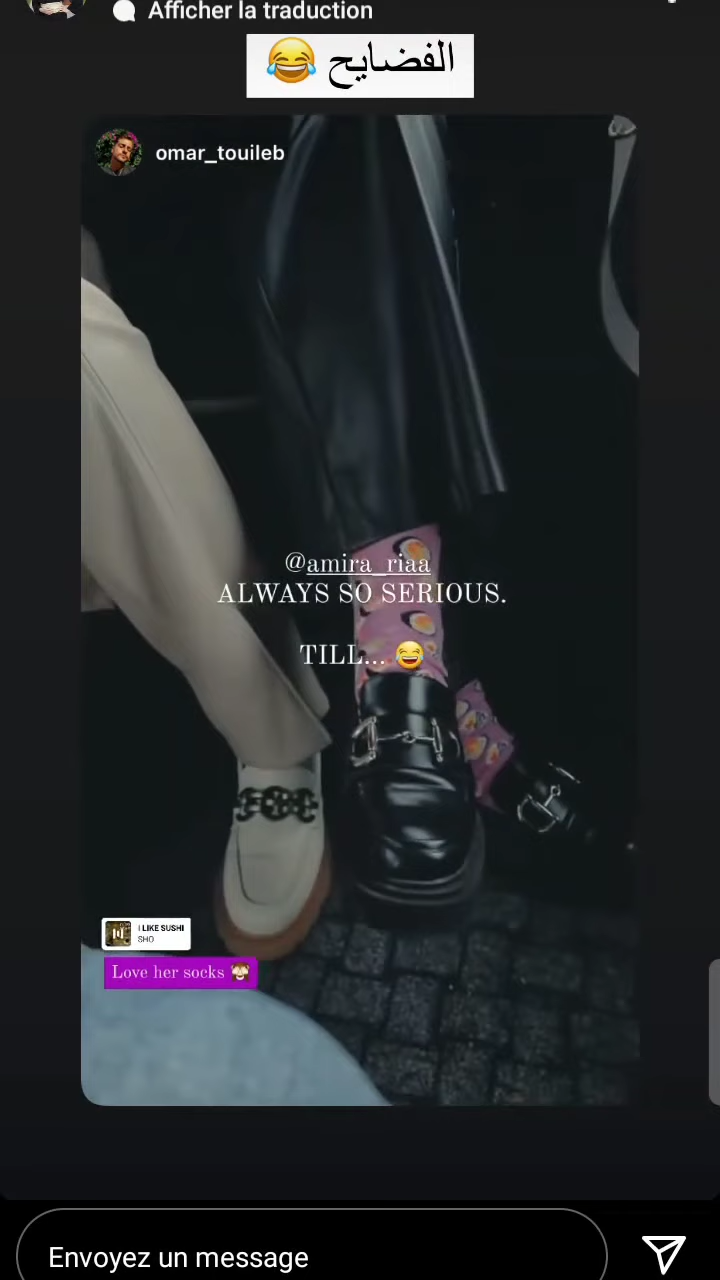 Afficher la traduction
الفضايح 😂
omar_touileb
@amira_riaa
ALWAYS SO SERIOUS.
TILL... 😂
I LIKE SUSHI
SHO
Love her socks 🙈
Envoyez un message